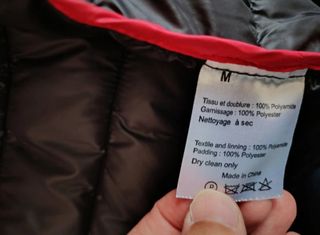 M
Tissu et doublure : 100% Polyamide
Garnissage : 100% Polyester
Nettoyage à sec
Textile and linning : 100% Polyamide
Padding : 100% Polyester
Dry clean only
Made in China
P